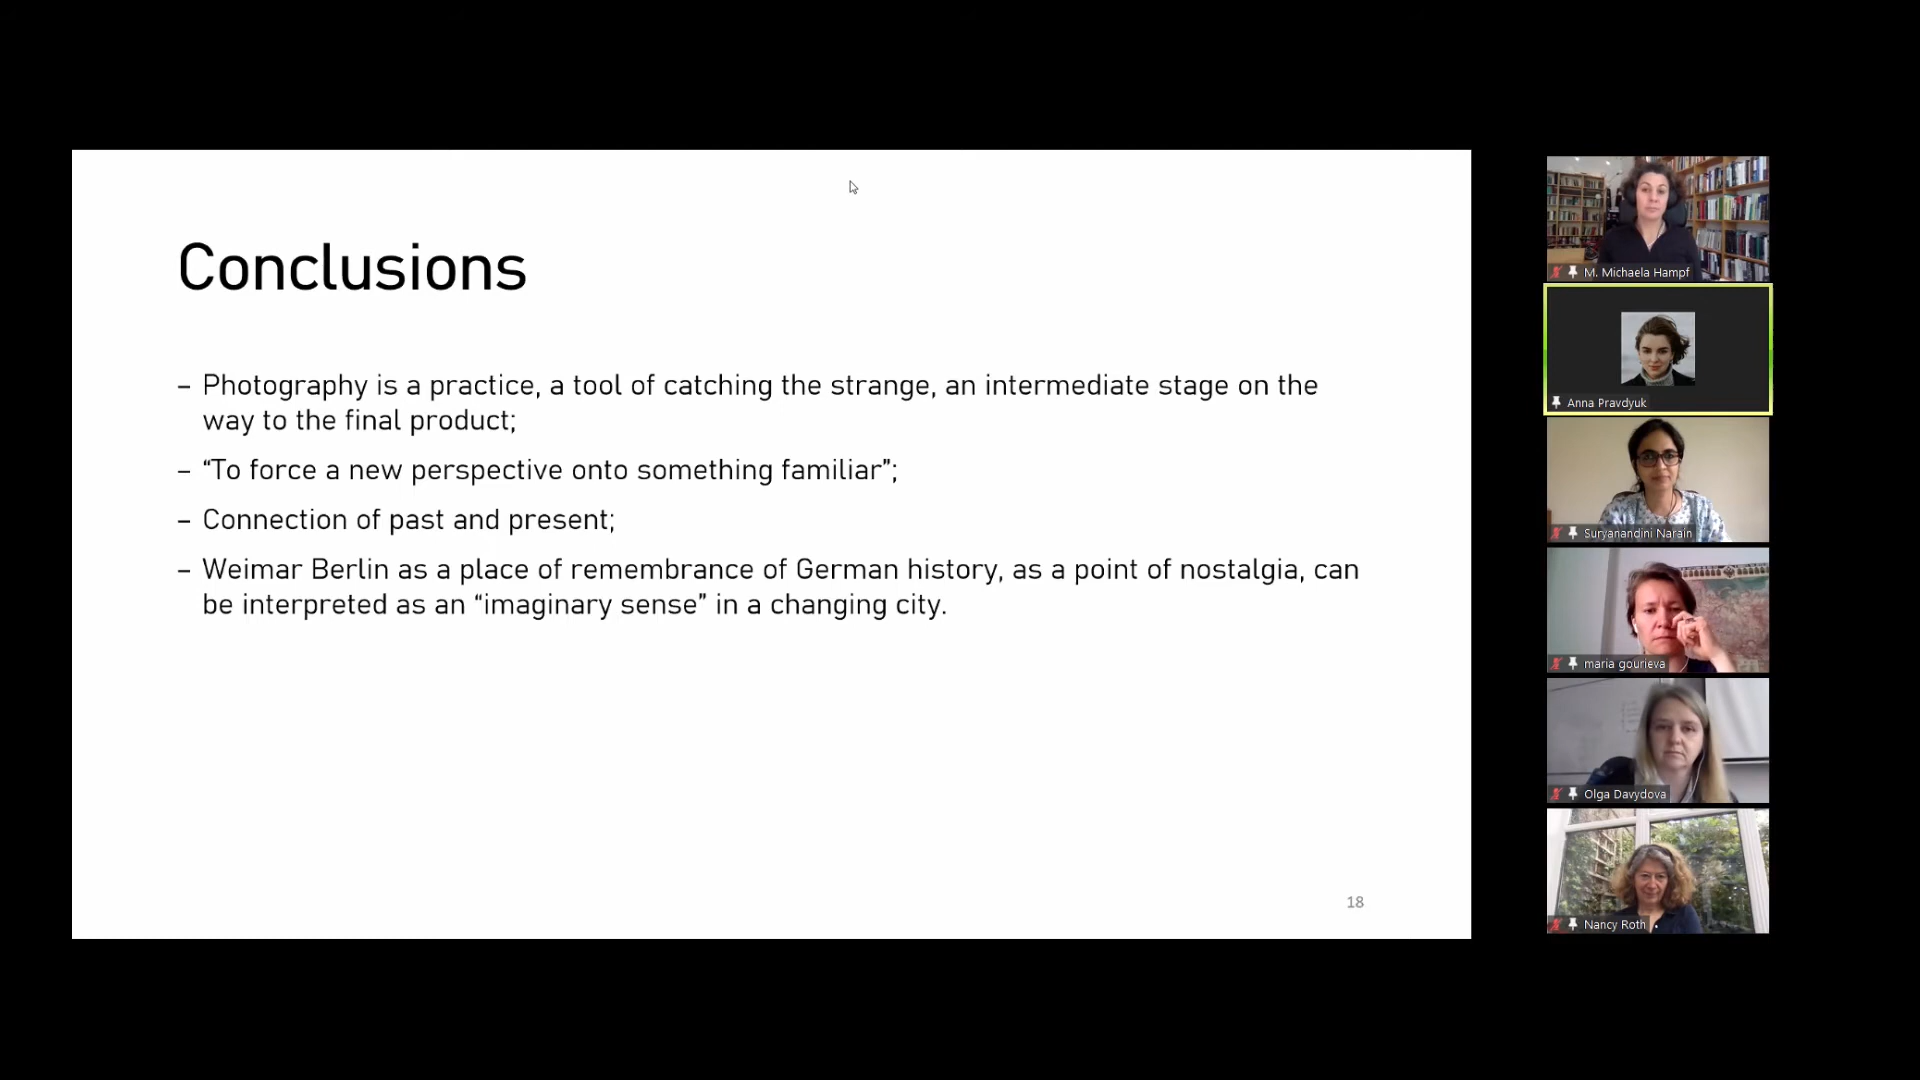 Conclusions
– Photography is a practice, a tool of catching the strange, an intermediate stage on the
way to the final product;
– “To force a new perspective onto something familiar”;
– Connection of past and present;
– Weimar Berlin as a place of remembrance of German history, as a point of nostalgia, can
be interpreted as an “imaginary sense” in a changing city.
18
M. Michaela Hampf
Anna Pravdyuk
Suryanandini Narain
maria gourieva
Olga Davydova
Nancy Roth